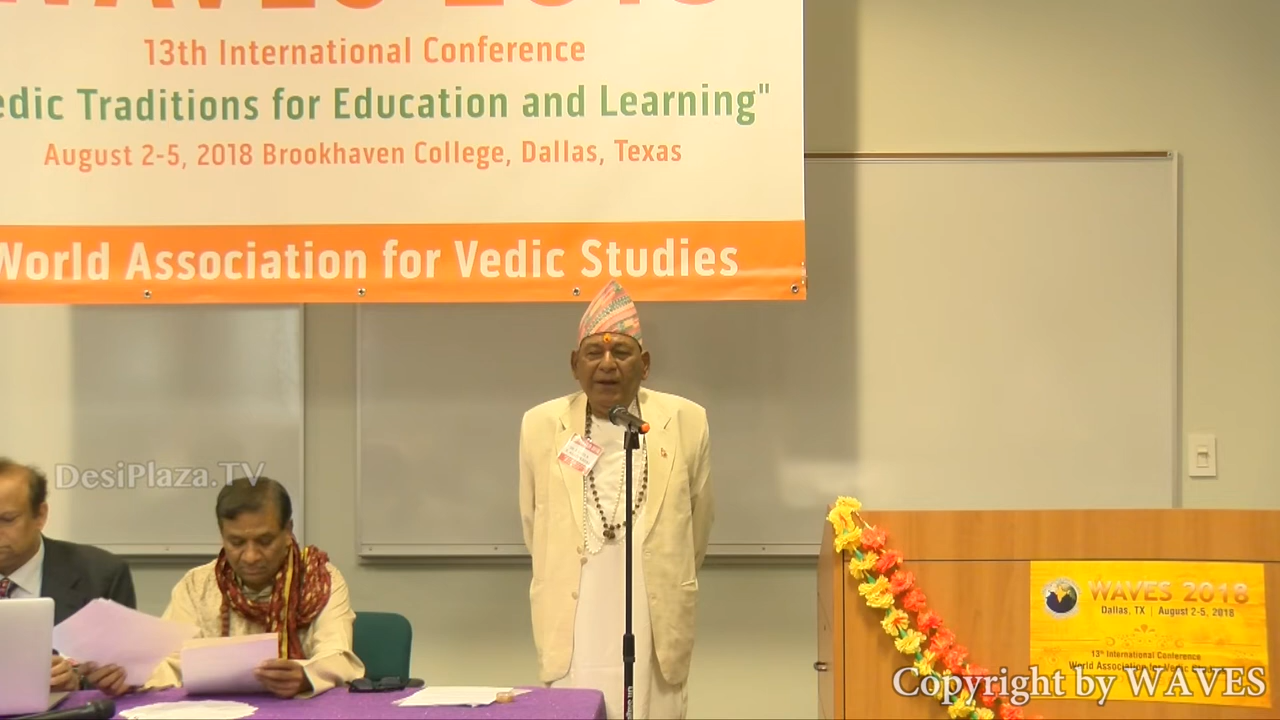 WAVES 2018
13th International Conference
edic Traditions for Education and Learning"
August 2-5, 2018 Brookhaven College, Dallas, Texas
World Association for Vedic Studies
DesiPlaza.TV
WAVES 2018
Dallas, TX | August 2-5, 2018
13th International Conference
World Association for Vedic
Copyright by WAVES